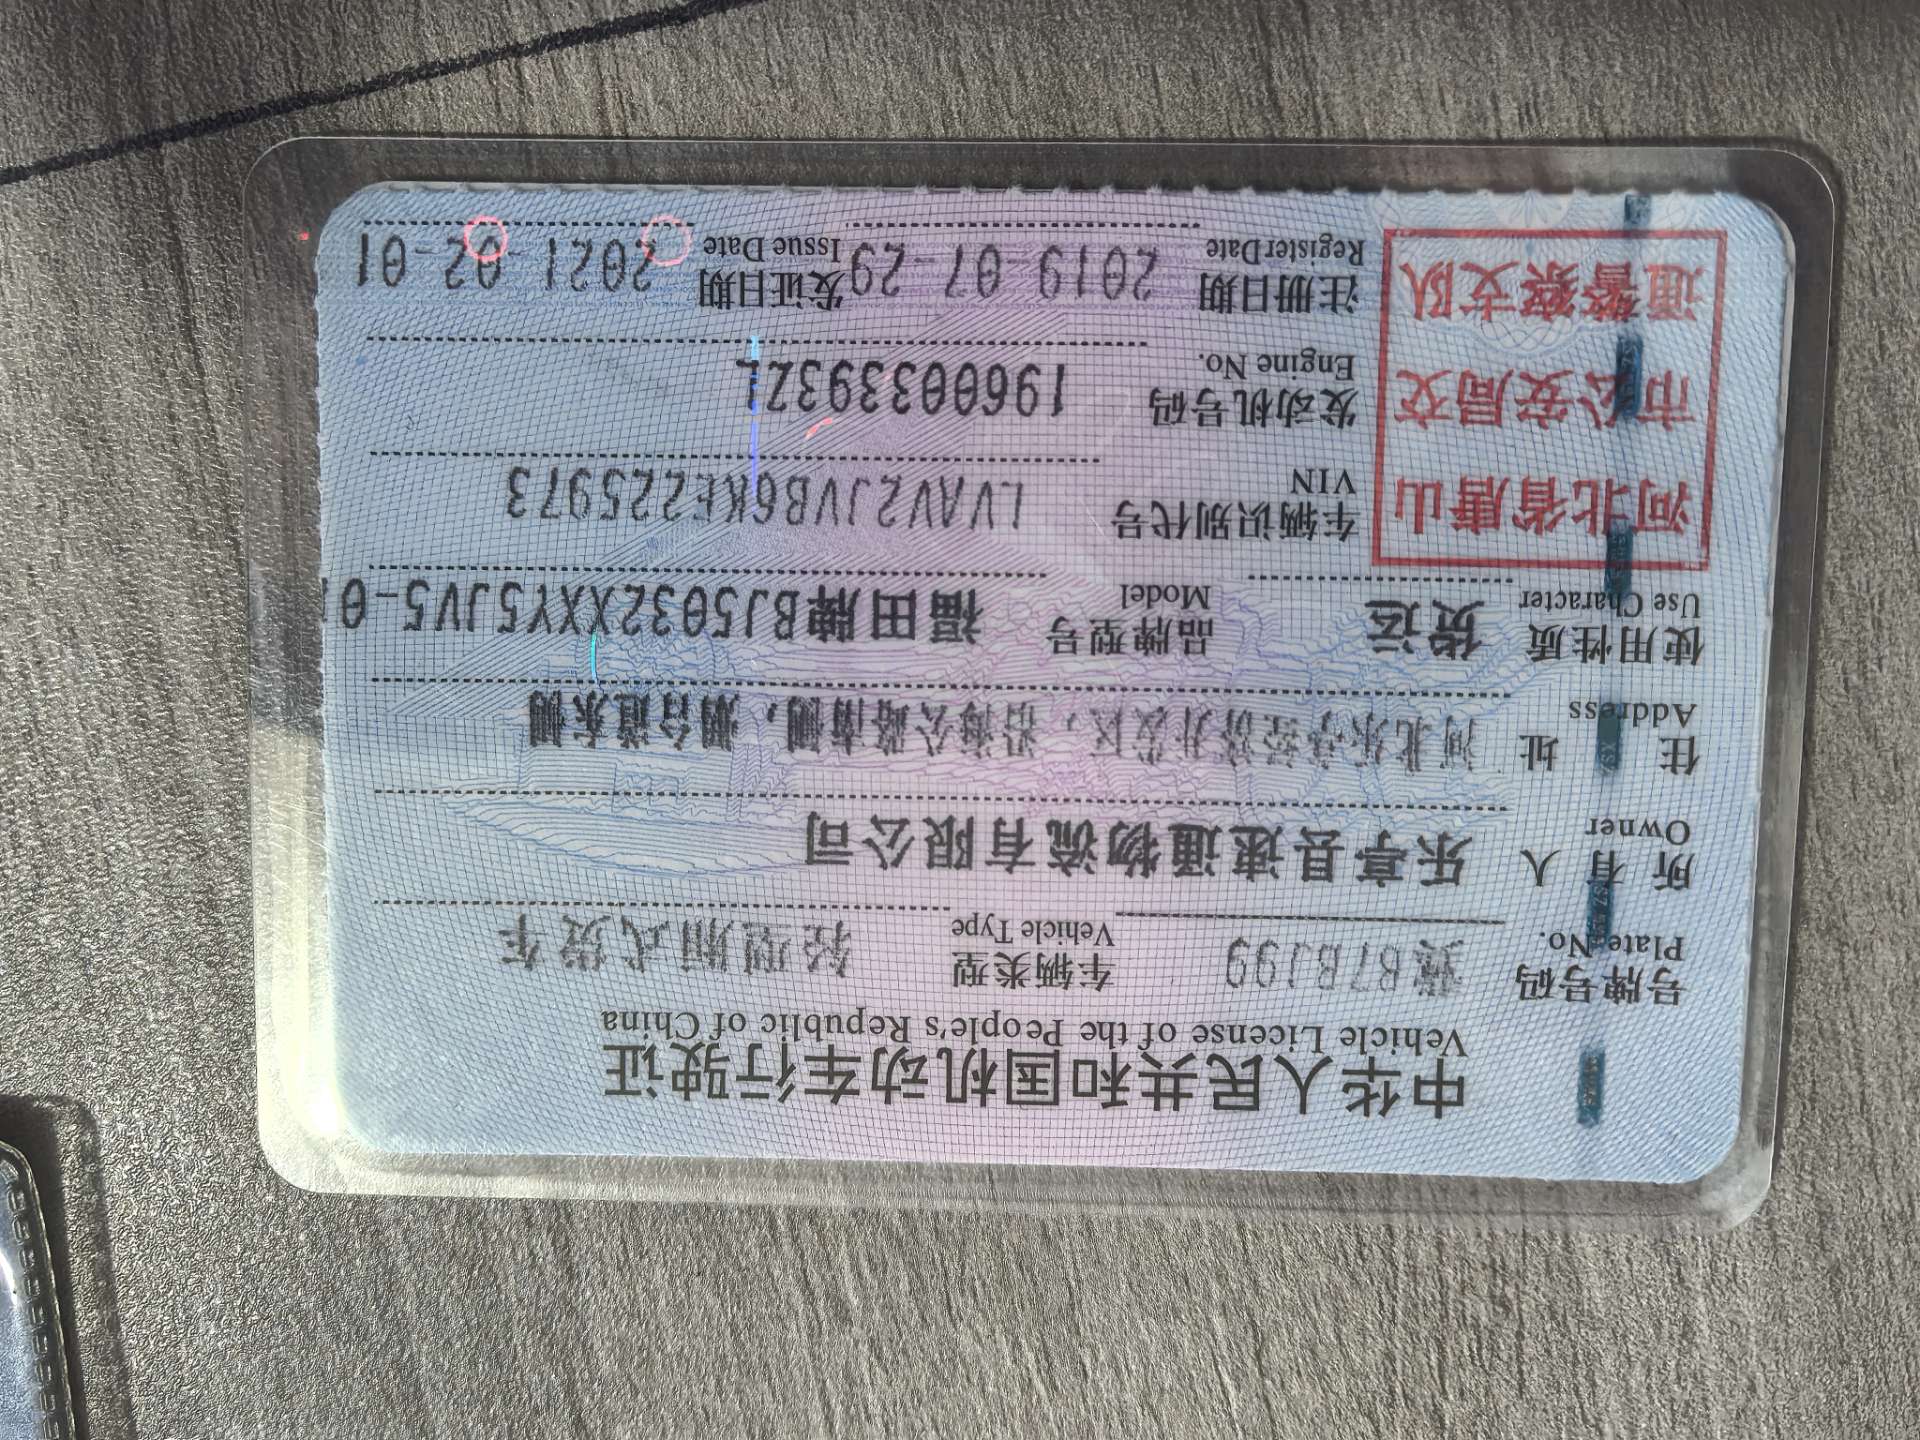 中华人民共和国机动车行驶证
Vehicle License of the People's Republic of China
号牌号码 冀B7BJ99 车辆类型 轻型厢式货车
Plate No. Vehicle Type
所有人 乐亭县速通物流有限公司
Owner
住址 河北乐亭经济开发区，沿海公路南侧，湖台道东侧
Address
使用性质 货运 品牌型号 福田牌BJ5032XXY5JV5-0
Use Character Model
河北省唐山
市公安局交
通警察支队
车辆识别代号 LVAV2JVB6KE225973
VIN
发动机号码 196003393Z
Engine No.
注册日期 2019-07-29 发证日期 2021-02-01
Register Date Issue Date